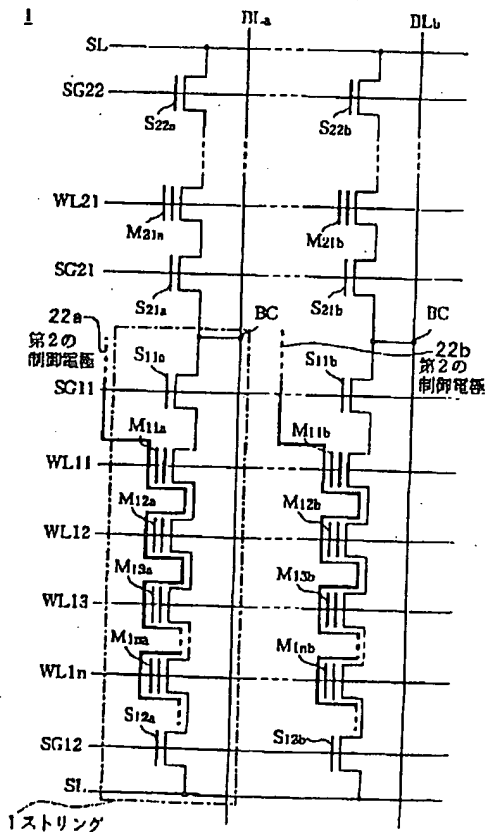 1
DLa DLb
SL
SG22
S22a S22b
WL21
M21a M21b
SG21
S21a S21b
22a BC 22b BC
第2の
制御電極
S11a S11b
第2の
制御電極
SG11
M11a M11b
WL11
M12a M12b
WL12
M13a M13b
WL13
M1na M1nb
WL1n
S12a S12b
SG12
SL
1ストリング